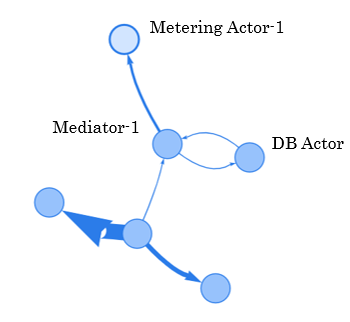 Metering Actor-1
Mediator-1
DB Actor